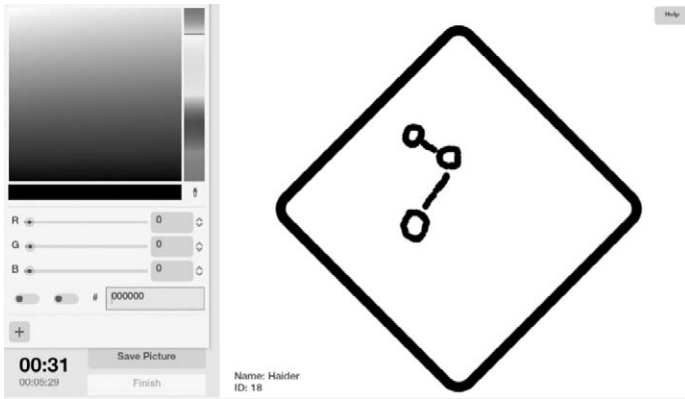 Help
R 0
G 0
B 0
# 000000
+
00:31
00:05:29
Save Picture
Finish
Name: Haider
ID: 18